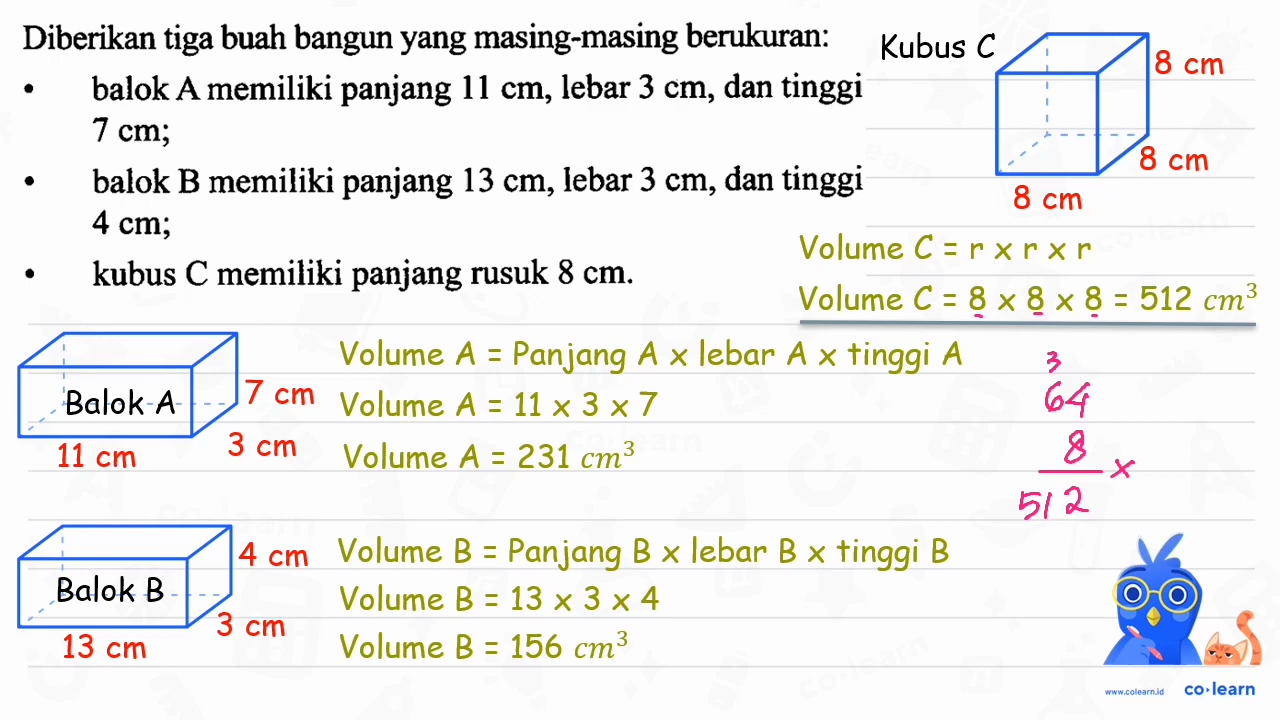 Diberikan tiga buah bangun yang masing-masing berukuran:
• balok A memiliki panjang 11 cm, lebar 3 cm, dan tinggi
7 cm;
• balok B memiliki panjang 13 cm, lebar 3 cm, dan tinggi
4 cm;
• kubus C memiliki panjang rusuk 8 cm.
Kubus C
8 cm
8 cm
8 cm
Volume C = r x r x r
Volume C = 8 x 8 x 8 = 512 cm³
3
64
8
x
512
Balok A
7 cm
3 cm
11 cm
Volume A = Panjang A x lebar A x tinggi A
Volume A = 11 x 3 x 7
Volume A = 231 cm³
Balok B
4 cm
3 cm
13 cm
Volume B = Panjang B x lebar B x tinggi B
Volume B = 13 x 3 x 4
Volume B = 156 cm³
www.colearn.id
co·learn